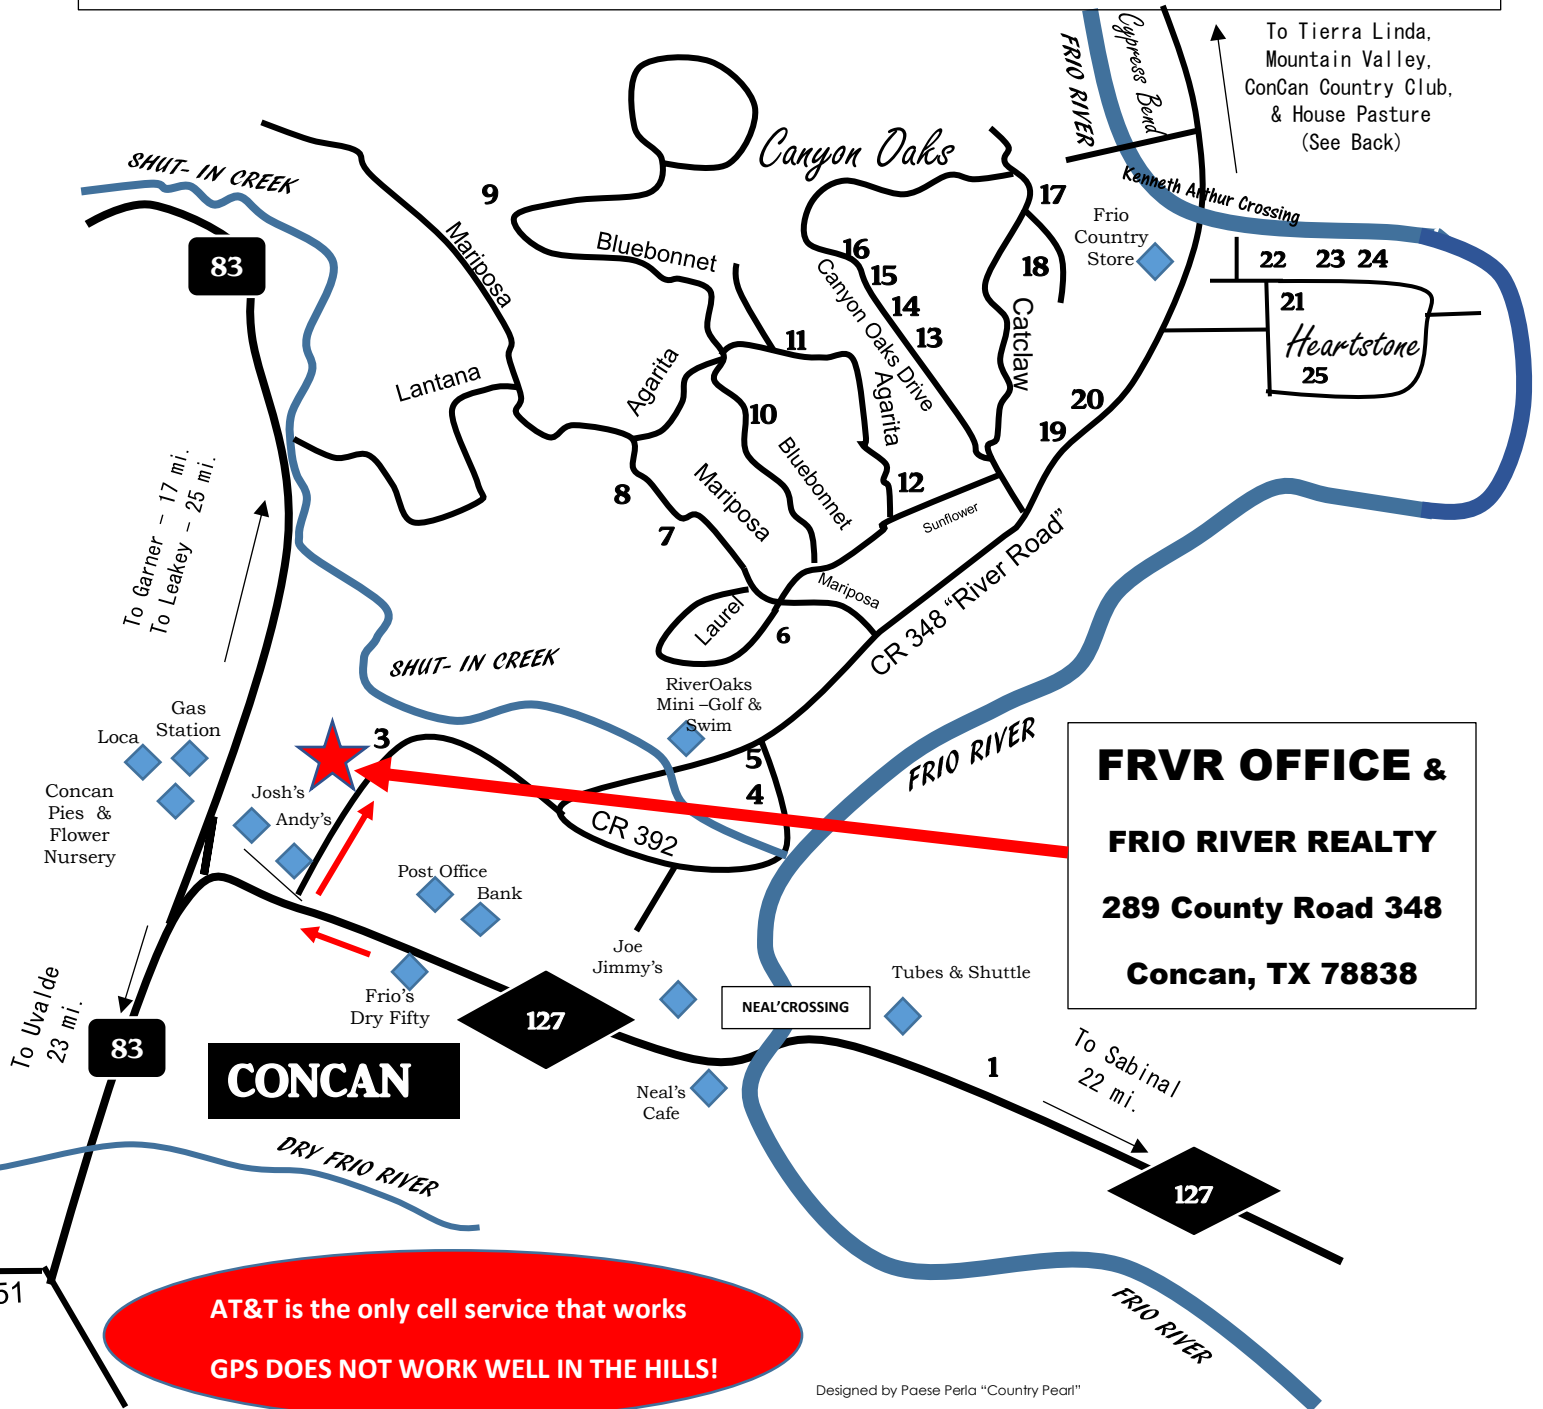 FRIO RIVER
Cypress Bend
To Tierra Linda,
Mountain Valley,
ConCan Country Club,
& House Pasture
(See Back)
Kenneth Arthur Crossing
SHUT- IN CREEK
83
9
Mariposa
Bluebonnet
Canyon Oaks
17
Frio
Country
Store
16
15
14
13
18
Canyon Oaks Drive
Catclaw
22
23
24
21
Heartstone
25
Lantana
Agarita
11
10
Agarita
20
19
Bluebonnet
12
Sunflower
8
7
Mariposa
Mariposa
Laurel
6
CR 348 “River Road”
To Garner – 17 mi.
To Leakey – 25 mi.
SHUT- IN CREEK
RiverOaks
Mini –Golf &
Swim
FRIO RIVER
Gas
Station
Loca
3
5
4
Concan
Pies &
Flower
Nursery
Josh’s
Andy’s
CR 392
FRVR OFFICE &
FRIO RIVER REALTY
289 County Road 348
Concan, TX 78838
Post Office
Bank
Joe
Jimmy’s
Tubes & Shuttle
Frio’s
Dry Fifty
NEAL’CROSSING
127
To Uvalde
23 mi.
83
CONCAN
Neal’s
Cafe
1
To Sabinal
22 mi.
127
DRY FRIO RIVER
51
FRIO RIVER
AT&T is the only cell service that works
GPS DOES NOT WORK WELL IN THE HILLS!
Designed by Paese Perla “Country Pearl”